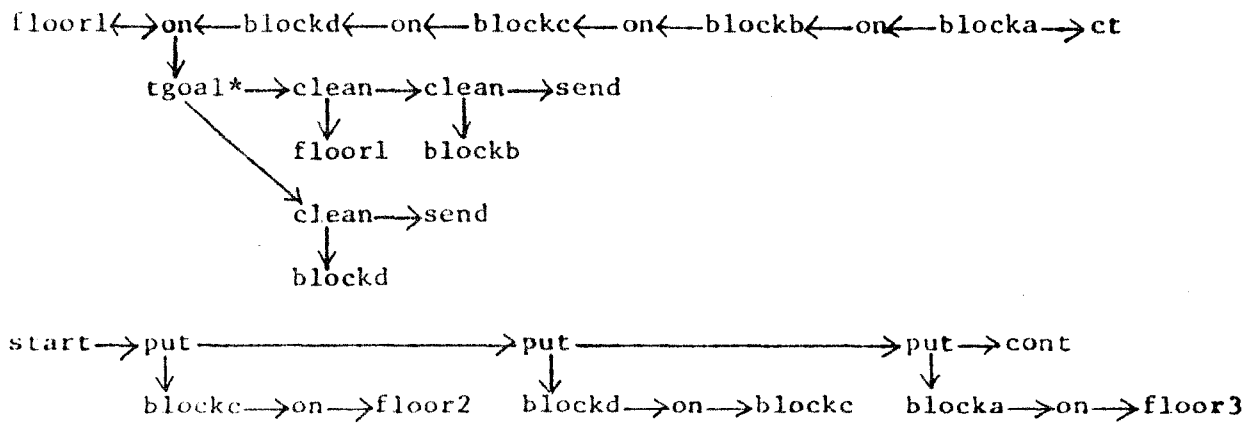 floor1<-->on<--blockd<--on<--blockc<--on<--blockb<--on<--blocka-->ct
tgoal*-->clean-->clean-->send
floor1 blockb
clean-->send
blockd
start-->put-->put-->put-->cont
blockc-->on-->floor2 blockd-->on-->blockc blocka-->on-->floor3